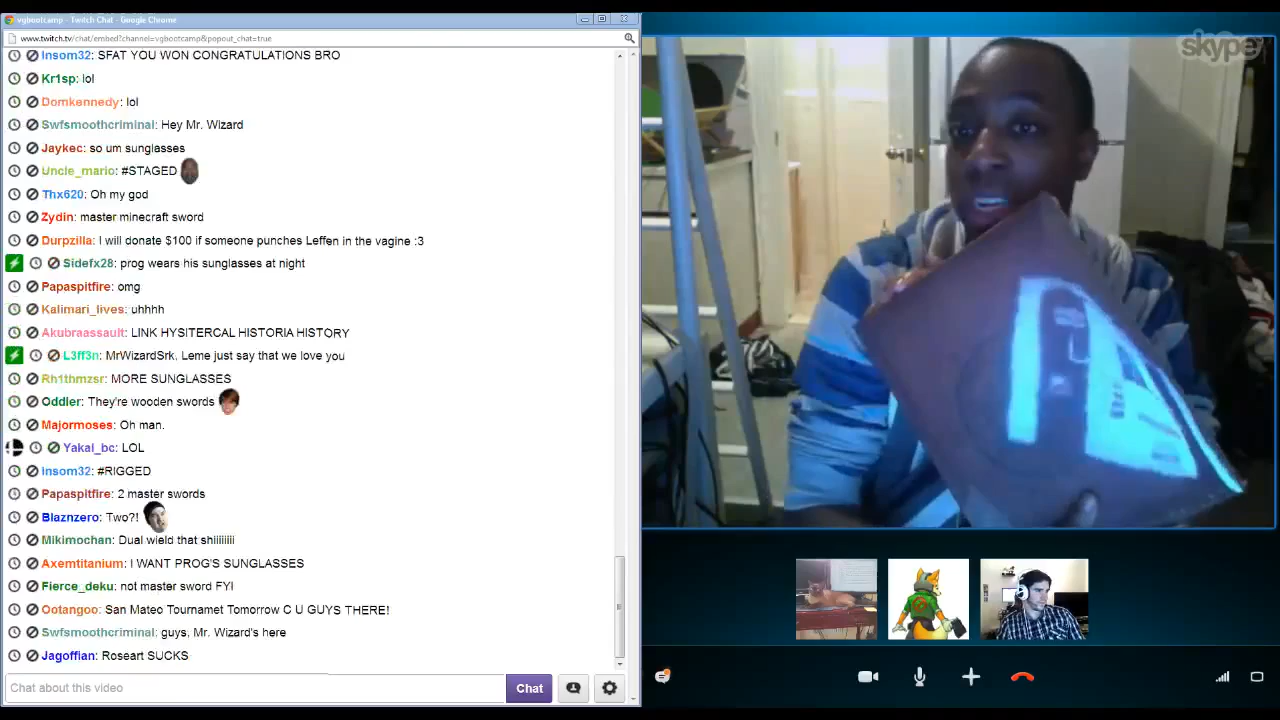 vgbootcamp - Twitch Chat - Google Chrome
www.twitch.tv/chat/embed?channel=vgbootcamp&popout_chat=true
Insom32: SFAT YOU WON CONGRATULATIONS BRO
Kr1sp: lol
Domkennedy: lol
Swfsmoothcriminal: Hey Mr. Wizard
Jaykec: so um sunglasses
Uncle_maric: #STAGED
Thx620: Oh my god
Zydin: master minecraft sword
Durpzilla: I will donate $100 if someone punches Leffen in the vagine :3
Sidefx28: prog wears his sunglasses at night
Papaspitfire: omg
Kalimari_lives: uhhhh
Akubraassault: LINK HYSITERCAL HISTORIA HISTORY
L3ff3n: MrWizardSrk, Leme just say that we love you
Rh1thmzsr: MORE SUNGLASSES
Oddler: They're wooden swords
Majormoses: Oh man.
Yakai_bc: LOL
Insom32: #RIGGED
Papaspitfire: 2 master swords
Blaznzero: Two?!
Mikimochan: Dual wield that shiiiiiii
Axemtitanium: I WANT PROG'S SUNGLASSES
Fierce_deku: not master sword FYI
Ootangoo: San Mateo Tournamet Tomorrow C U GUYS THERE!
Swfsmoothcriminal: guys, Mr. Wizard's here
Jagoffian: Roseart SUCKS
Chat about this video
Chat
skype